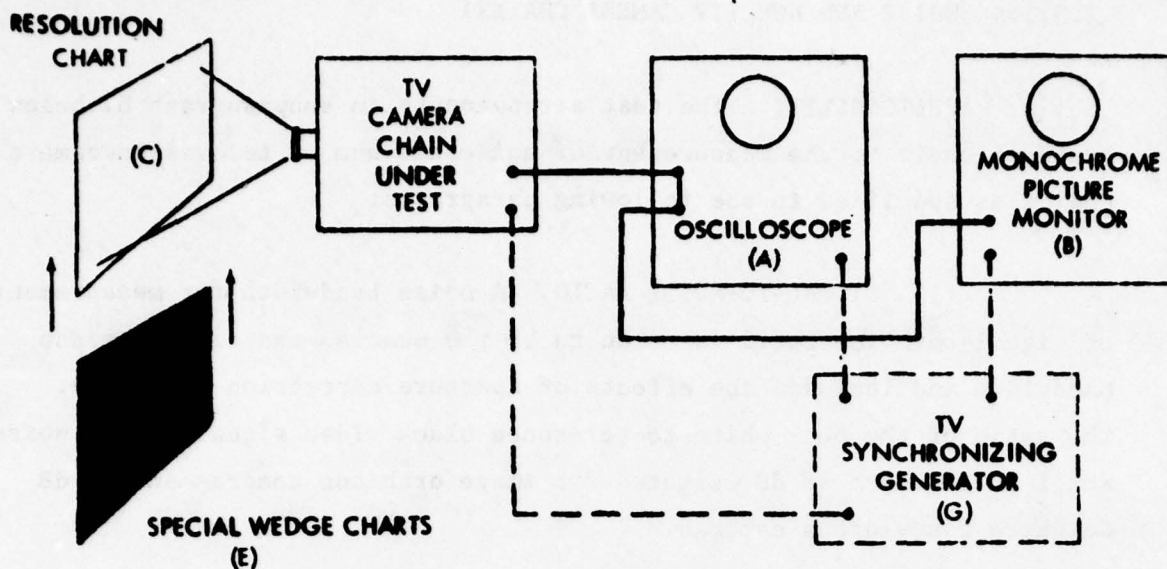 RESOLUTION
CHART
(C)
TV
CAMERA
CHAIN
UNDER
TEST
OSCILLOSCOPE
(A)
MONOCHROME
PICTURE
MONITOR
(B)
TV
SYNCHRONIZING
GENERATOR
(G)
SPECIAL WEDGE CHARTS
(E)